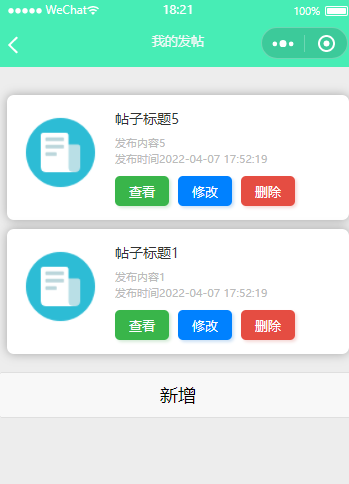 WeChat 18:21 100%
我的发帖
帖子标题5
发布内容5
发布时间2022-04-07 17:52:19
查看 修改 删除
帖子标题1
发布内容1
发布时间2022-04-07 17:52:19
查看 修改 删除
新增